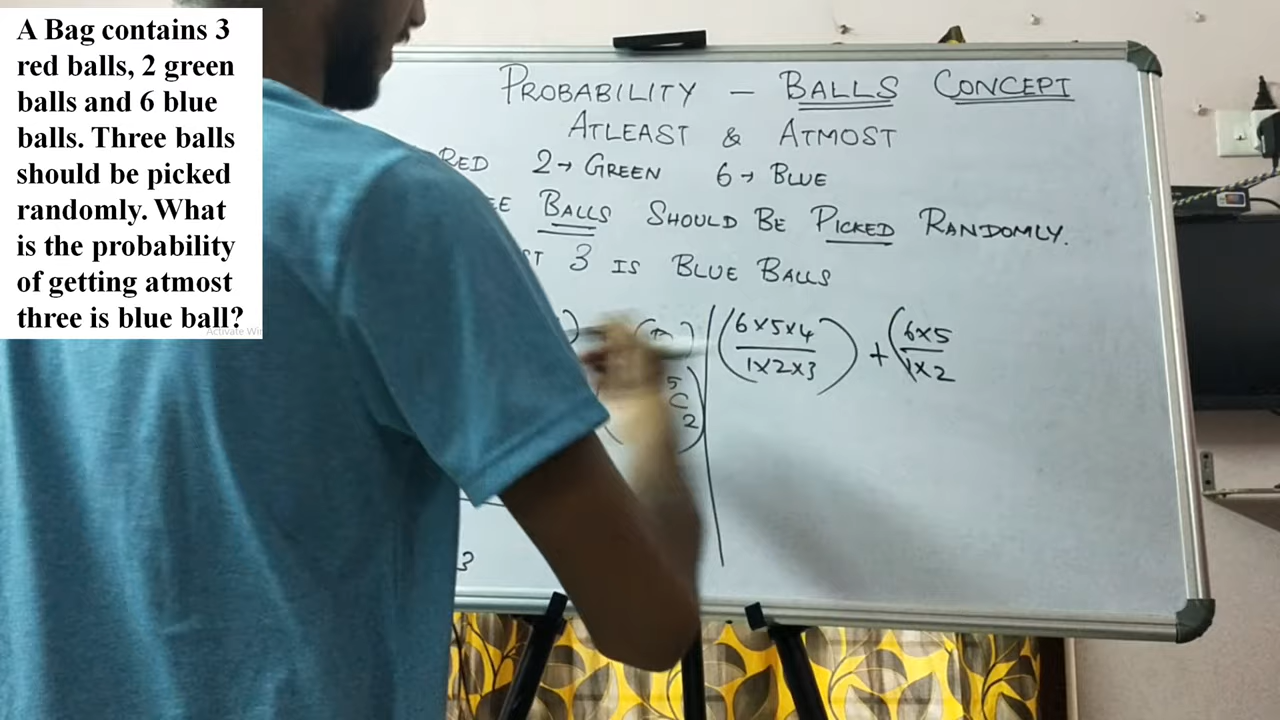 A Bag contains 3
red balls, 2 green
balls and 6 blue
balls. Three balls
should be picked
randomly. What
is the probability
of getting atmost
three is blue ball?
PROBABILITY – BALLS CONCEPT
ATLEAST & ATMOST
RED 2→ GREEN 6→ BLUE
BALLS SHOULD BE PICKED RANDOMLY.
3 IS BLUE BALLS
(6×5×4 + (6×5
1×2×3) 1×2
5
C
2)
3